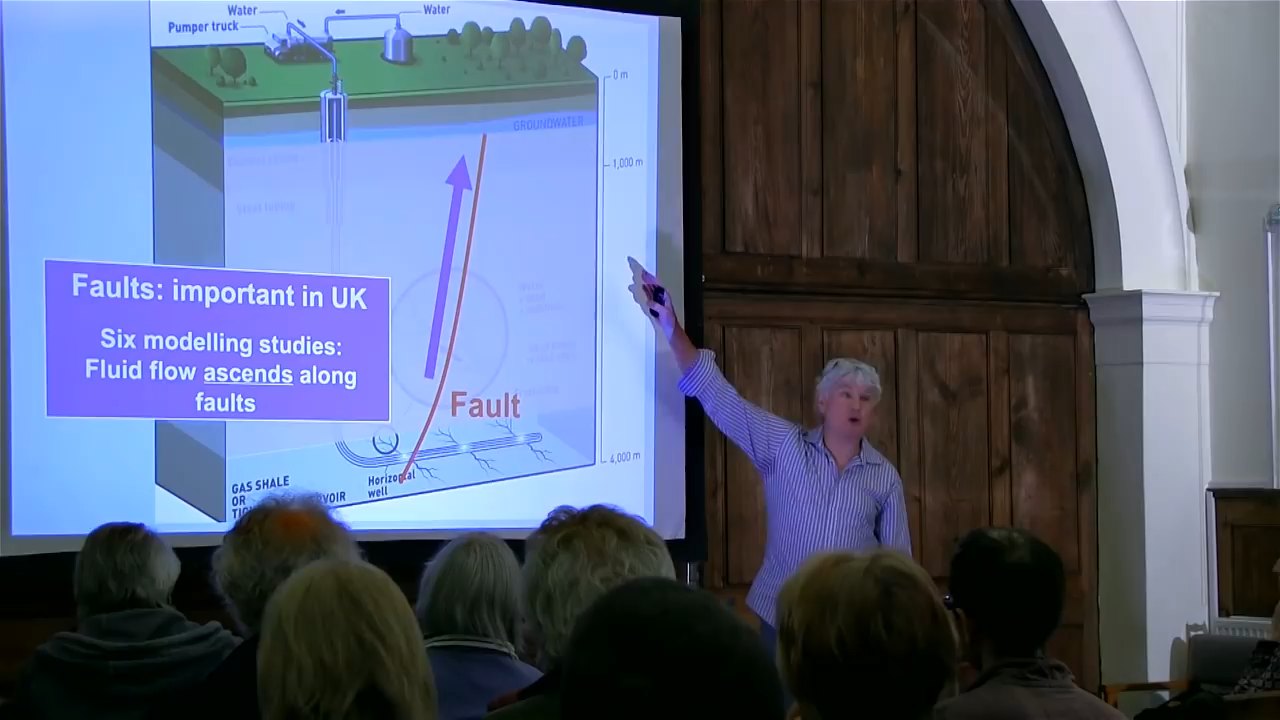 Water
Water
Pumper truck
0 m
GROUNDWATER
1,000 m
Faults: important in UK
Six modelling studies:
Fluid flow ascends along
faults
Fault
4,000 m
Horizontal
well
GAS SHALE
OR